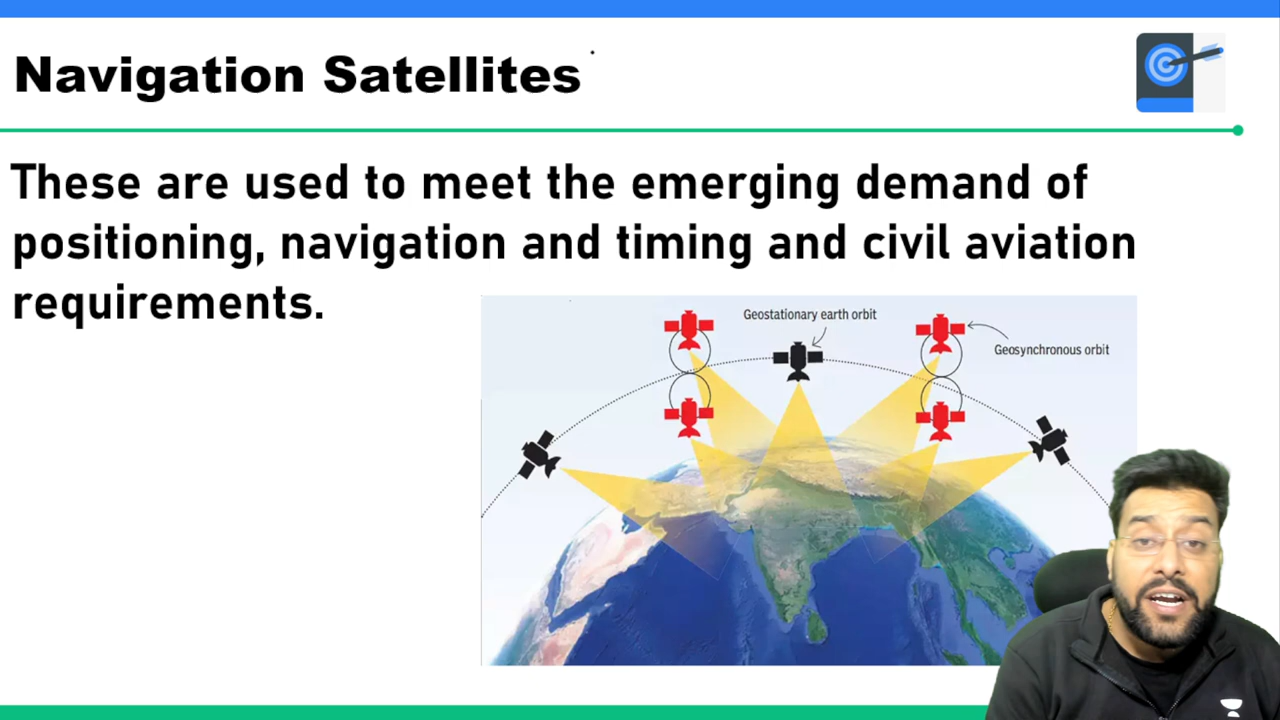 Navigation Satellites
These are used to meet the emerging demand of
positioning, navigation and timing and civil aviation
requirements.
Geostationary earth orbit
Geosynchronous orbit